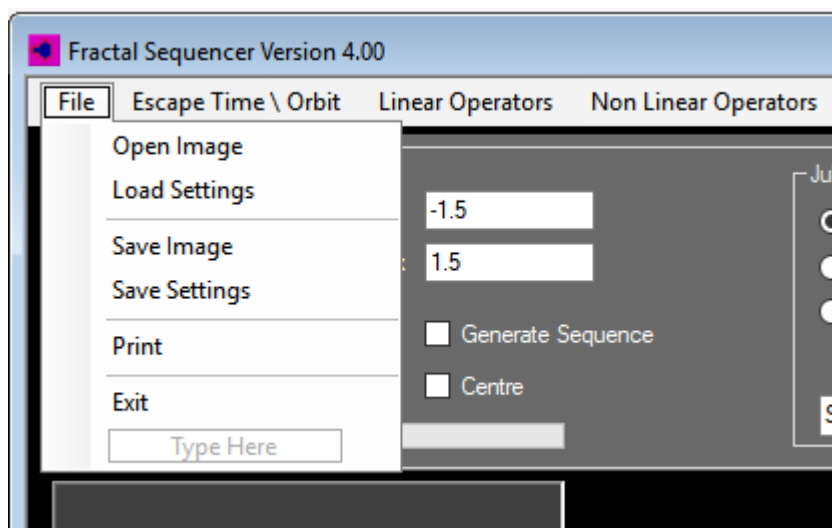 Fractal Sequencer Version 4.00
File Escape Time \ Orbit Linear Operators Non Linear Operators
Open Image
Load Settings
Save Image
Save Settings
Print
Exit
Type Here
-1.5
1.5
Generate Sequence
Centre